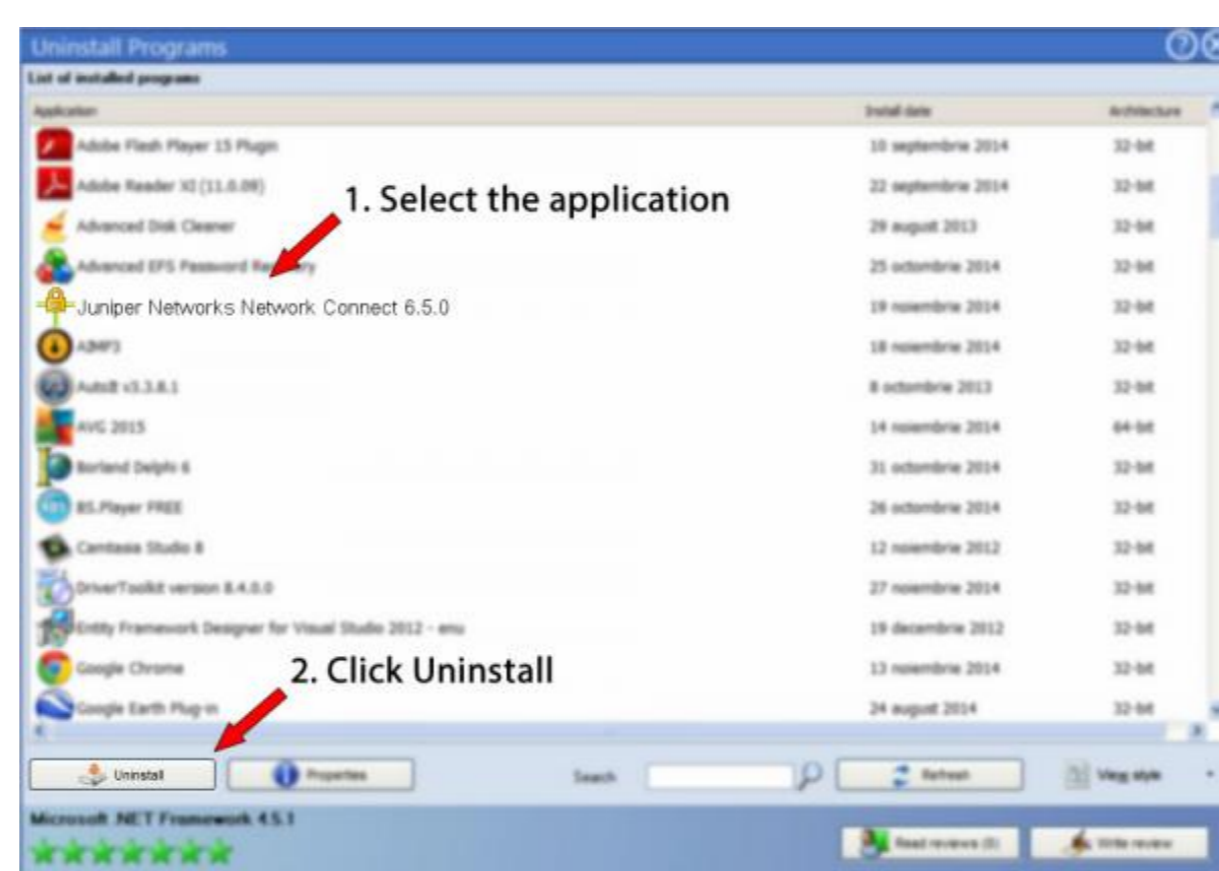 Uninstall Programs
List of installed programs
Application Install date Architecture
Adobe Flash Player 15 Plugin 10 septembrie 2014 32-bit
Adobe Reader XI (11.0.09) 22 septembrie 2014 32-bit
1. Select the application
Advanced Disk Cleaner 29 august 2013 32-bit
Advanced EFS Password Recovery 25 octombrie 2014 32-bit
Juniper Networks Network Connect 6.5.0 19 noiembrie 2014 32-bit
AIMP3 18 noiembrie 2014 32-bit
AutoIt v3.3.8.1 8 octombrie 2013 32-bit
AVG 2015 14 noiembrie 2014 64-bit
Borland Delphi 6 31 octombrie 2014 32-bit
BS.Player FREE 26 octombrie 2014 32-bit
Camtasia Studio 8 12 noiembrie 2012 32-bit
DriverToolkit version 8.4.0.0 27 noiembrie 2014 32-bit
Entity Framework Designer for Visual Studio 2012 - enu 19 decembrie 2012 32-bit
Google Chrome 13 noiembrie 2014 32-bit
2. Click Uninstall
Google Earth Plug-in 24 august 2014 32-bit
Uninstall Properties Search Refresh View style
Microsoft .NET Framework 4.5.1
Read reviews (0) Write review